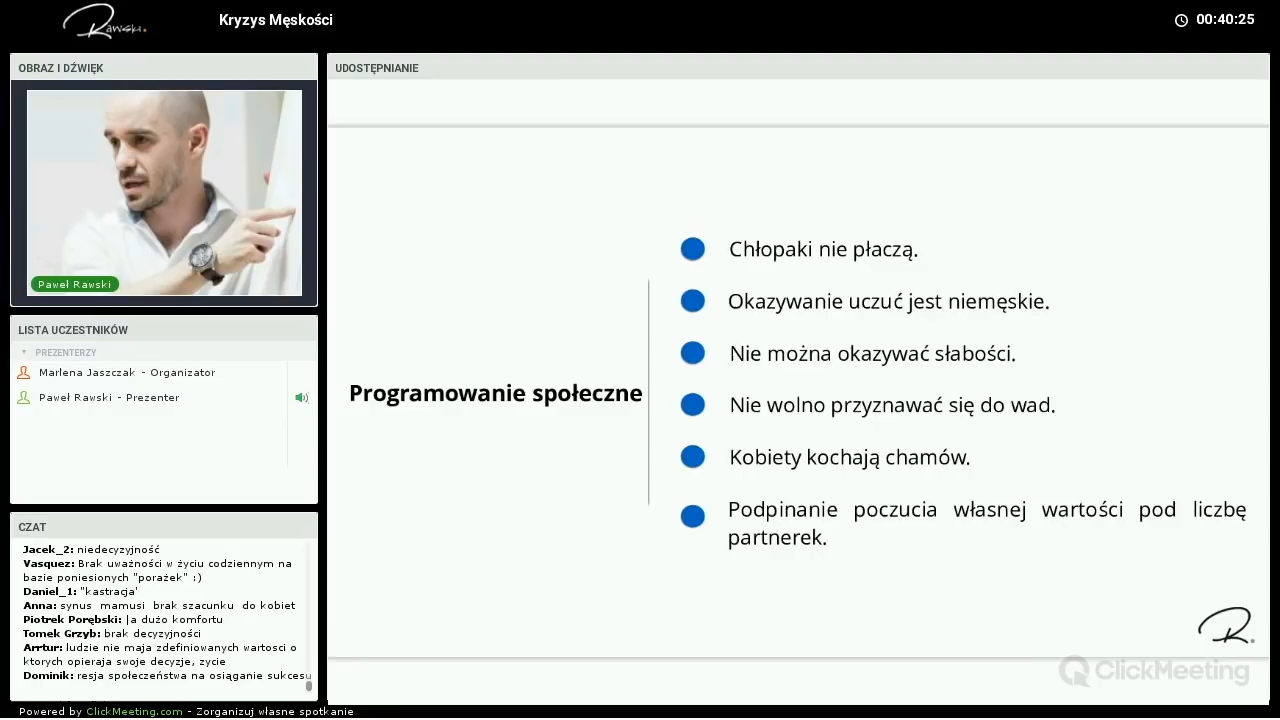 Rawski.
Kryzys Męskości
00:40:25
OBRAZ I DŹWIĘK
Paweł Rawski
LISTA UCZESTNIKÓW
PREZENTERZY
Marlena Jaszczak - Organizator
Paweł Rawski - Prezenter
CZAT
Jacek_2: niedecyzyjność
Vasquez: Brak uważności w życiu codziennym na
bazie poniesionych "porażek" :)
Daniel_1: "kastracja'
Anna: synus mamusi brak szacunku do kobiet
Piotrek Porębski: |a dużo komfortu
Tomek Grzyb: brak decyzyjności
Arrtur: ludzie nie maja zdefiniowanych wartosci o
ktorych opieraja swoje decyzje, zycie
Dominik: resja społeczeństwa na osiąganie sukcesu
UDOSTĘPNIANIE
Programowanie społeczne
Chłopaki nie płaczą.
Okazywanie uczuć jest niemęskie.
Nie można okazywać słabości.
Nie wolno przyznawać się do wad.
Kobiety kochają chamów.
Podpinanie poczucia własnej wartości pod liczbę
partnerek.
R.
ClickMeeting
Powered by ClickMeeting.com - Zorganizuj własne spotkanie